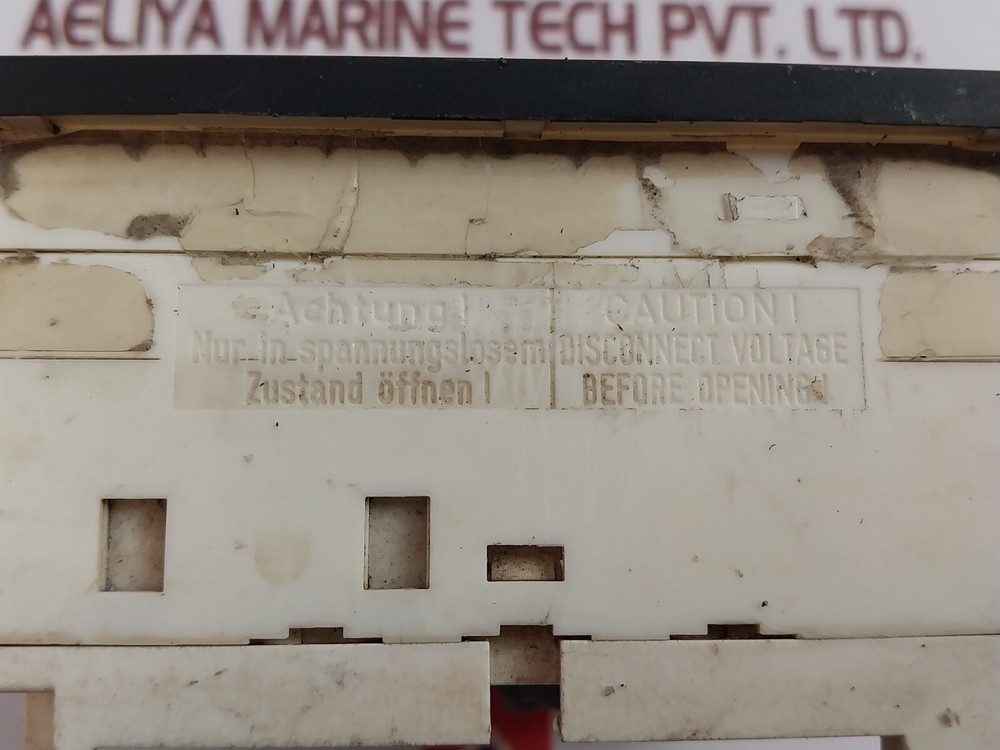 AELIYA MARINE TECH PVT. LTD.
Achtung!
Nur in spannungslosem
Zustand öffnen!
CAUTION!
DISCONNECT VOLTAGE
BEFORE OPENING!